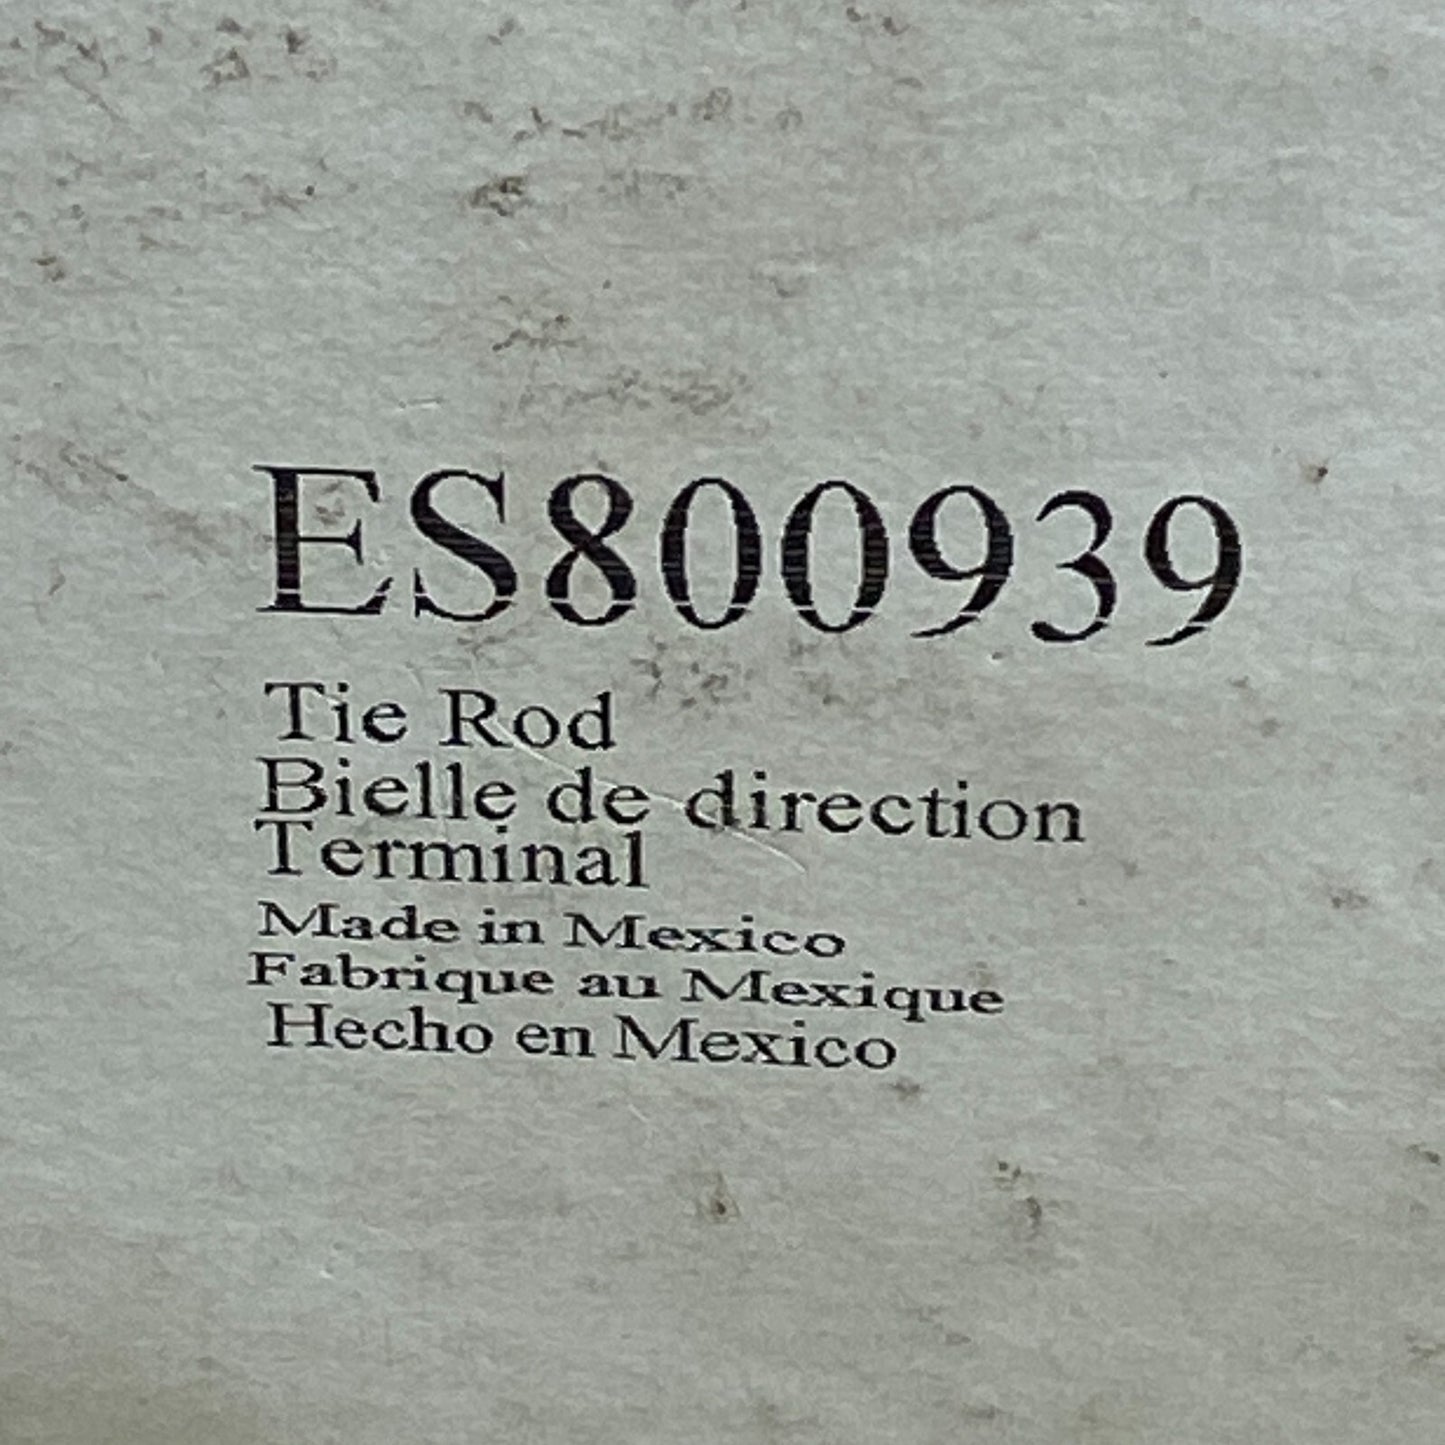 ES800939
Tie Rod
Bielle de direction
Terminal
Made in Mexico
Fabrique au Mexique
Hecho en Mexico